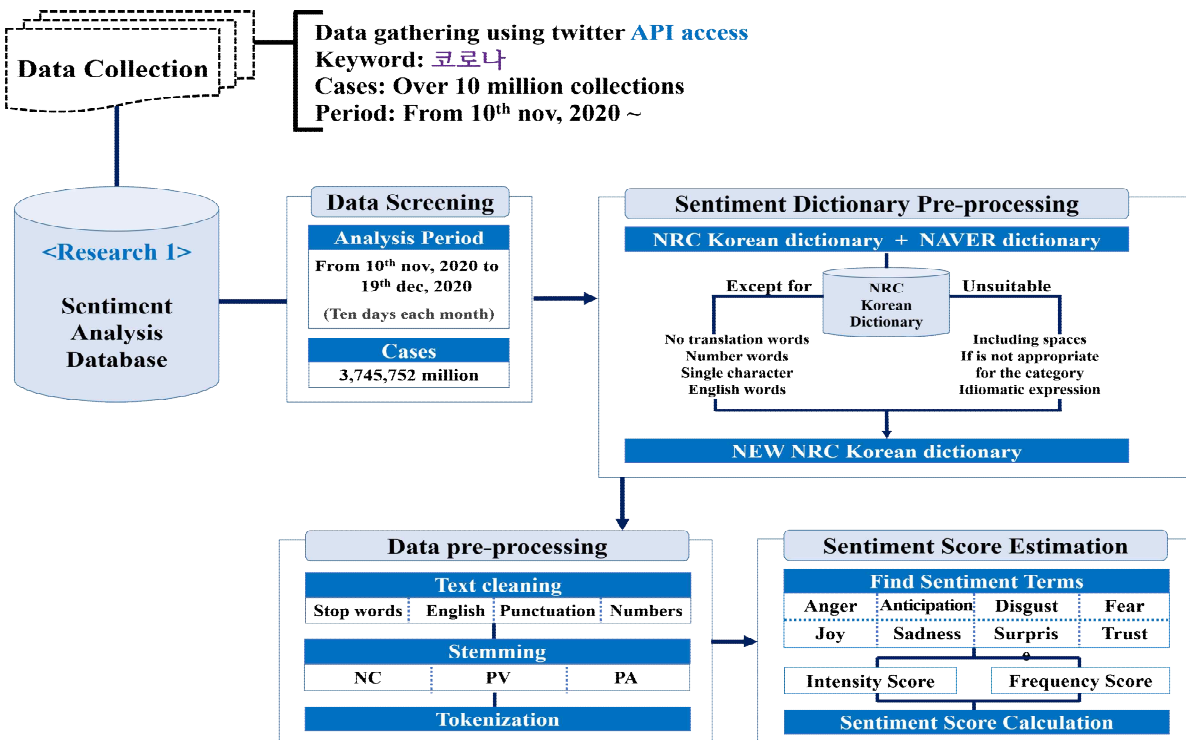 Data Collection
Data gathering using twitter API access
Keyword: 코로나
Cases: Over 10 million collections
Period: From 10th nov, 2020 ~
<Research 1>
Sentiment
Analysis
Database
Data Screening
Analysis Period
From 10th nov, 2020 to
19th dec, 2020
(Ten days each month)
Cases
3,745,752 million
Sentiment Dictionary Pre-processing
NRC Korean dictionary + NAVER dictionary
Except for
NRC
Korean
Dictionary
Unsuitable
No translation words
Number words
Single character
English words
Including spaces
If is not appropriate
for the category
Idiomatic expression
NEW NRC Korean dictionary
Data pre-processing
Text cleaning
Stop words English Punctuation Numbers
Stemming
NC PV PA
Tokenization
Sentiment Score Estimation
Find Sentiment Terms
Anger Anticipation Disgust Fear
Joy Sadness Surpris Trust
e
Intensity Score Frequency Score
Sentiment Score Calculation